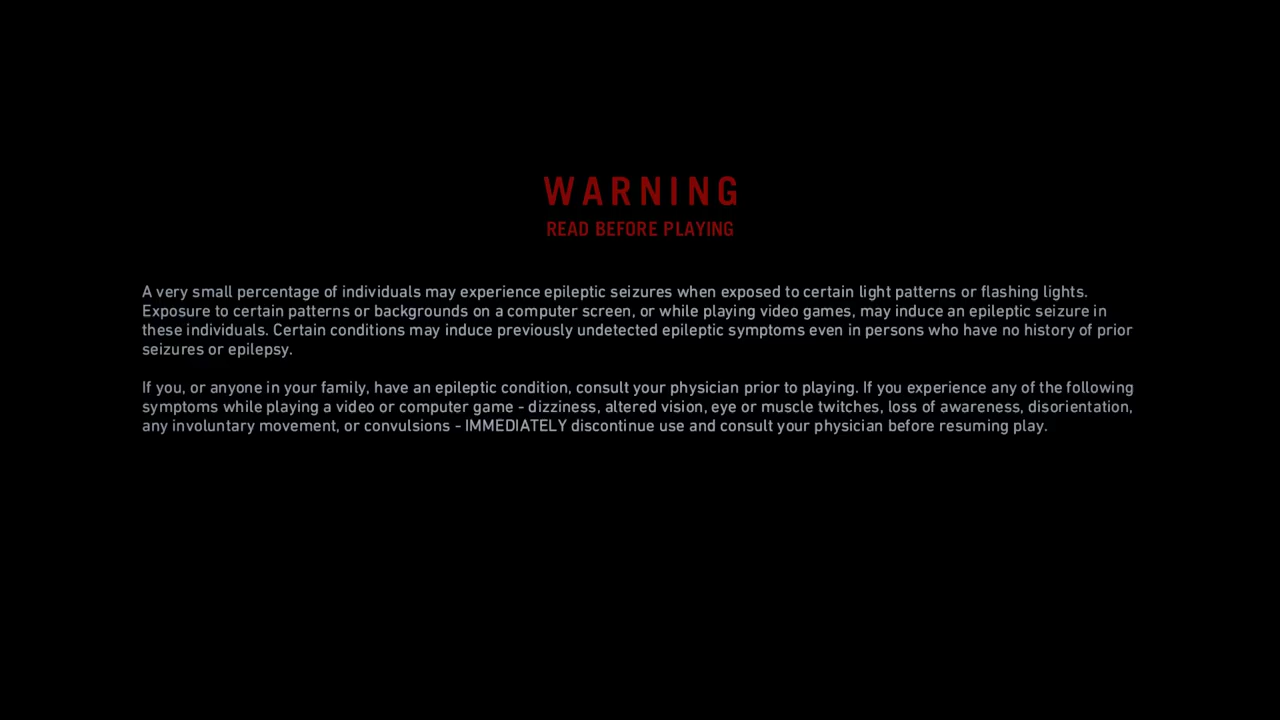 WARNING
READ BEFORE PLAYING
A very small percentage of individuals may experience epileptic seizures when exposed to certain light patterns or flashing lights.
Exposure to certain patterns or backgrounds on a computer screen, or while playing video games, may induce an epileptic seizure in
these individuals. Certain conditions may induce previously undetected epileptic symptoms even in persons who have no history of prior
seizures or epilepsy.
If you, or anyone in your family, have an epileptic condition, consult your physician prior to playing. If you experience any of the following
symptoms while playing a video or computer game - dizziness, altered vision, eye or muscle twitches, loss of awareness, disorientation,
any involuntary movement, or convulsions - IMMEDIATELY discontinue use and consult your physician before resuming play.